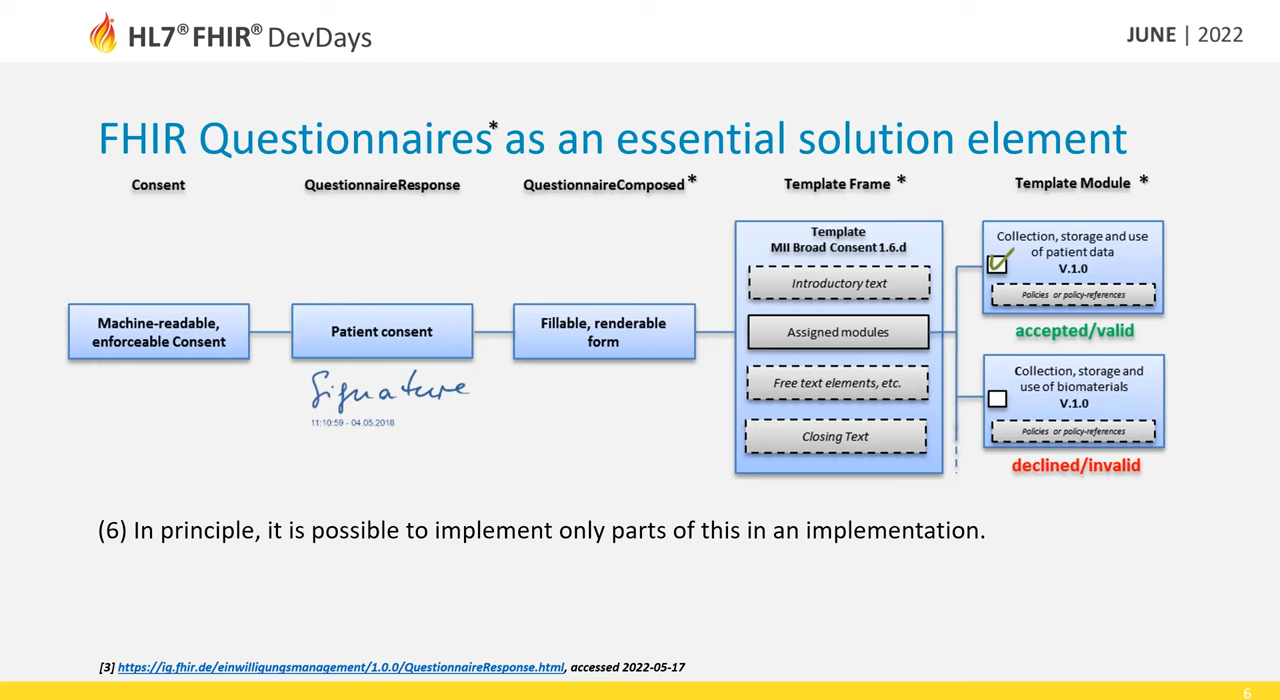 HL7® FHIR® DevDays
JUNE | 2022
FHIR Questionnaires* as an essential solution element
Consent
QuestionnaireResponse
QuestionnaireComposed *
Template Frame *
Template Module *
Machine-readable,
enforceable Consent
Patient consent
Signature
11:10:59 - 04.05.2018
Fillable, renderable
form
Template
MII Broad Consent 1.6.d
Introductory text
Assigned modules
Free text elements, etc.
Closing Text
Collection, storage and use
of patient data
V.1.0
Policies or policy-references
accepted/valid
Collection, storage and
use of biomaterials
V.1.0
Policies or policy-references
declined/invalid
(6) In principle, it is possible to implement only parts of this in an implementation.
[3] https://ig.fhir.de/einwilligungsmanagement/1.0.0/QuestionnaireResponse.html, accessed 2022-05-17
6